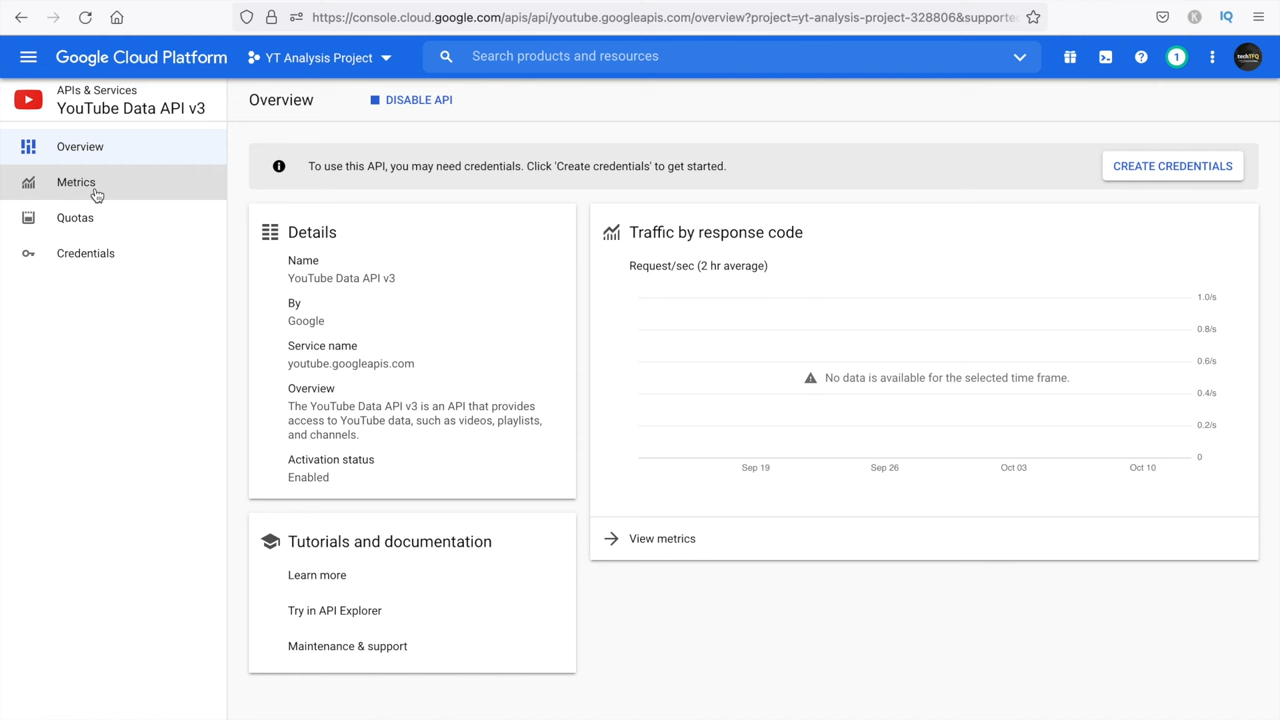 https://console.cloud.google.com/apis/api/youtube.googleapis.com/overview?project=yt-analysis-project-328806&supporte
IQ
Google Cloud Platform
YT Analysis Project
Search products and resources
1
techTFQ
APIs & Services
YouTube Data API v3
Overview
DISABLE API
Overview
Metrics
Quotas
Credentials
To use this API, you may need credentials. Click 'Create credentials' to get started.
CREATE CREDENTIALS
Details
Name
YouTube Data API v3
By
Google
Service name
youtube.googleapis.com
Overview
The YouTube Data API v3 is an API that provides
access to YouTube data, such as videos, playlists,
and channels.
Activation status
Enabled
Traffic by response code
Request/sec (2 hr average)
1.0/s
0.8/s
0.6/s
No data is available for the selected time frame.
0.4/s
0.2/s
0
Sep 19
Sep 26
Oct 03
Oct 10
View metrics
Tutorials and documentation
Learn more
Try in API Explorer
Maintenance & support